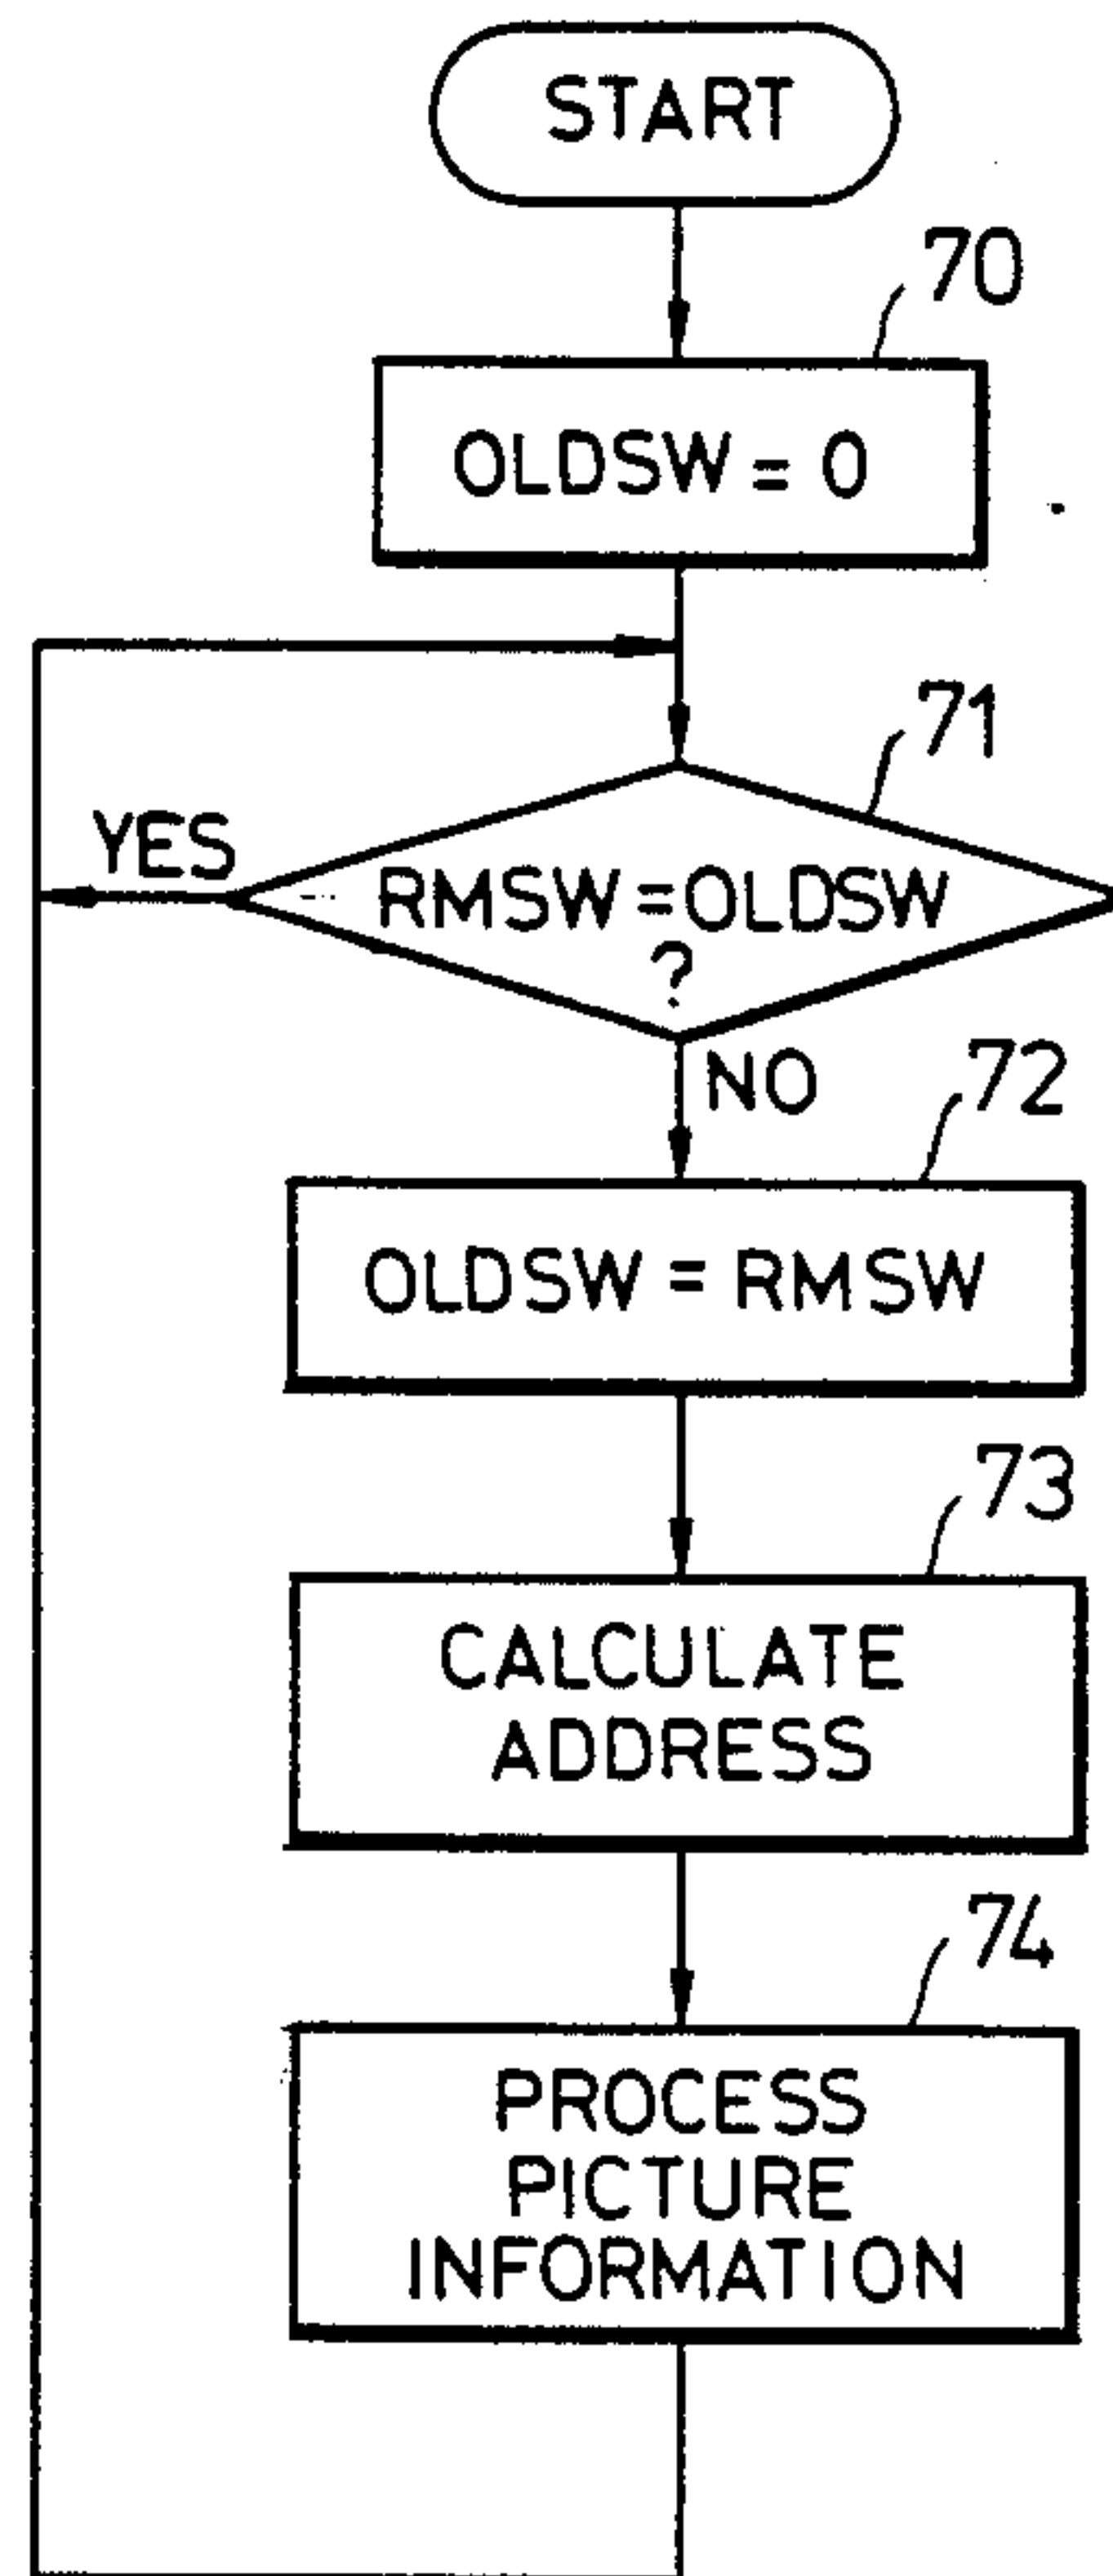 START
70
OLDSW = 0
71
YES
RMSW = OLDSW
?
NO
72
OLDSW = RMSW
73
CALCULATE
ADDRESS
74
PROCESS
PICTURE
INFORMATION